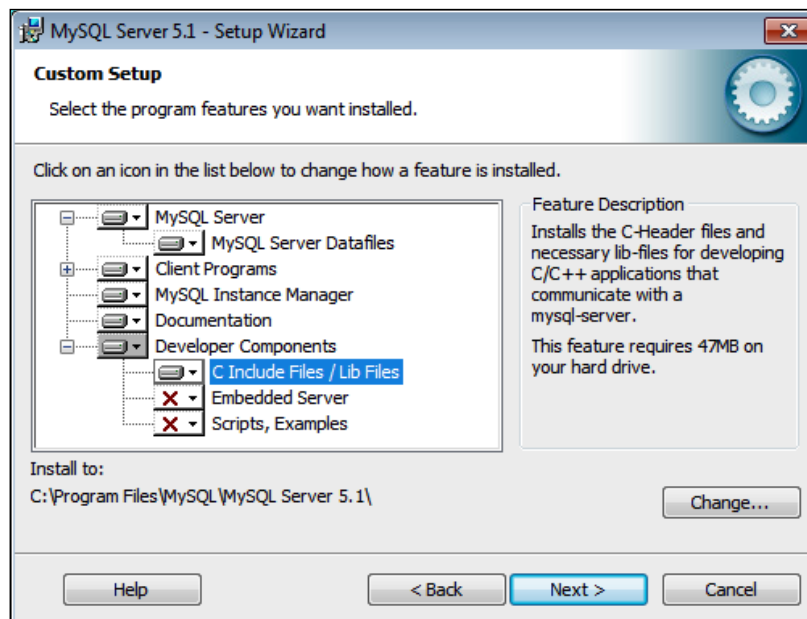 MySQL Server 5.1 - Setup Wizard
Custom Setup
Select the program features you want installed.
Click on an icon in the list below to change how a feature is installed.
MySQL Server
MySQL Server Datafiles
Client Programs
MySQL Instance Manager
Documentation
Developer Components
C Include Files / Lib Files
Embedded Server
Scripts, Examples
Feature Description
Installs the C-Header files and
necessary lib-files for developing
C/C++ applications that
communicate with a
mysql-server.
This feature requires 47MB on
your hard drive.
Install to:
C:\Program Files\MySQL\MySQL Server 5.1\
Change...
Help
< Back
Next >
Cancel